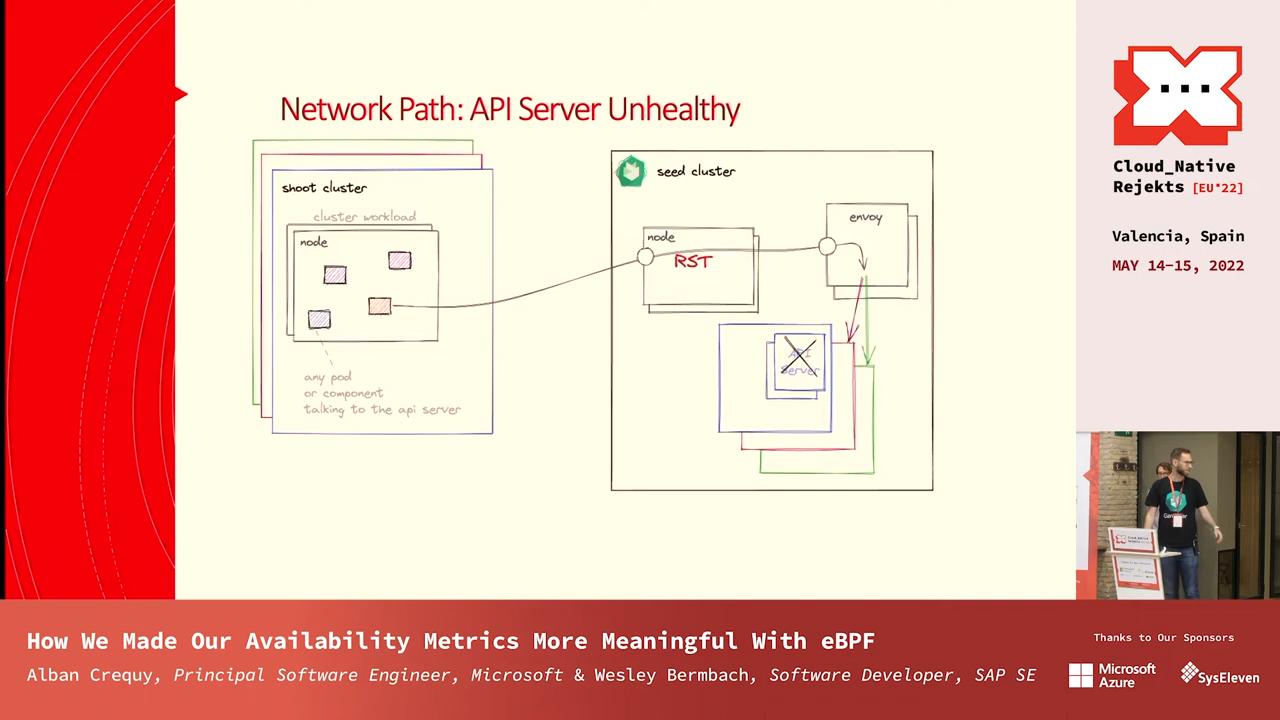 Network Path: API Server Unhealthy
shoot cluster
cluster workload
node
any pod
or component
talking to the api server
seed cluster
node
RST
envoy
API
Server
Cloud_Native
Rejekts [EU*22]
Valencia, Spain
MAY 14-15, 2022
How We Made Our Availability Metrics More Meaningful With eBPF
Alban Crequy, Principal Software Engineer, Microsoft & Wesley Bermbach, Software Developer, SAP SE
Thanks to Our Sponsors
Microsoft
Azure
SysEleven